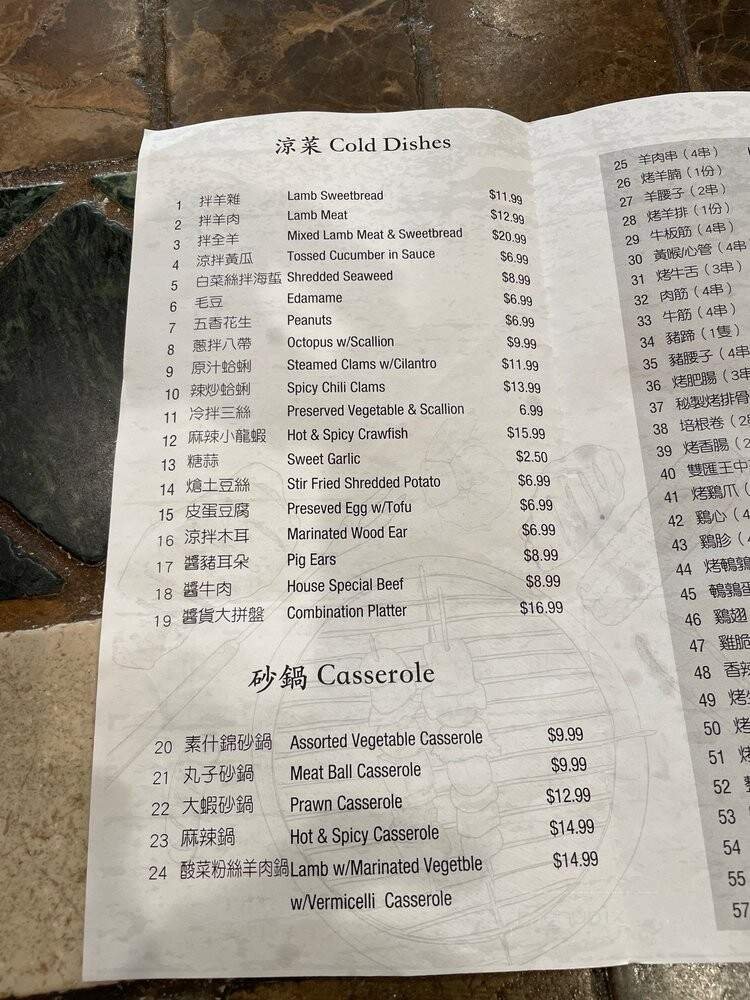 涼菜 Cold Dishes
1 拌羊雜 Lamb Sweetbread $11.99
2 拌羊肉 Lamb Meat $12.99
3 拌全羊 Mixed Lamb Meat & Sweetbread $20.99
4 涼拌黃瓜 Tossed Cucumber in Sauce $6.99
5 白菜絲拌海蜇 Shredded Seaweed $8.99
6 毛豆 Edamame $6.99
7 五香花生 Peanuts $6.99
8 蔥拌八帶 Octopus w/Scallion $9.99
9 原汁蛤蜊 Steamed Clams w/Cilantro $11.99
10 辣炒蛤蜊 Spicy Chili Clams $13.99
11 冷拌三絲 Preserved Vegetable & Scallion 6.99
12 麻辣小龍蝦 Hot & Spicy Crawfish $15.99
13 糖蒜 Sweet Garlic $2.50
14 熗土豆絲 Stir Fried Shredded Potato $6.99
15 皮蛋豆腐 Preseved Egg w/Tofu $6.99
16 涼拌木耳 Marinated Wood Ear $6.99
17 醬豬耳朵 Pig Ears $8.99
18 醬牛肉 House Special Beef $8.99
19 醬貨大拼盤 Combination Platter $16.99
砂鍋 Casserole
20 素什錦砂鍋 Assorted Vegetable Casserole $9.99
21 丸子砂鍋 Meat Ball Casserole $9.99
22 大蝦砂鍋 Prawn Casserole $12.99
23 麻辣鍋 Hot & Spicy Casserole $14.99
24 酸菜粉絲羊肉鍋 Lamb w/Marinated Vegetble $14.99
w/Vermicelli Casserole
25 羊肉串（4串）
26 烤羊腩（1份）
27 羊腰子（2串）
28 烤羊排（1份）
29 牛板筋（4串）
30 黃喉/心管（4串
31 烤牛舌（3串）
32 肉筋（4串）
33 牛筋（4串）
34 豬蹄（1隻）
35 豬腰子（4串
36 烤肥腸（3串
37 秘製烤排骨
38 培根卷（2
39 烤香腸（2
40 雙匯王中
41 烤鷄爪（
42 鷄心（4
43 鷄胗（
44 烤鵪鶉
45 鵪鶉蛋
46 鷄翅
47 雞脆
48 香辣
49 烤
50 烤
51 烤
52
53
54
55
57